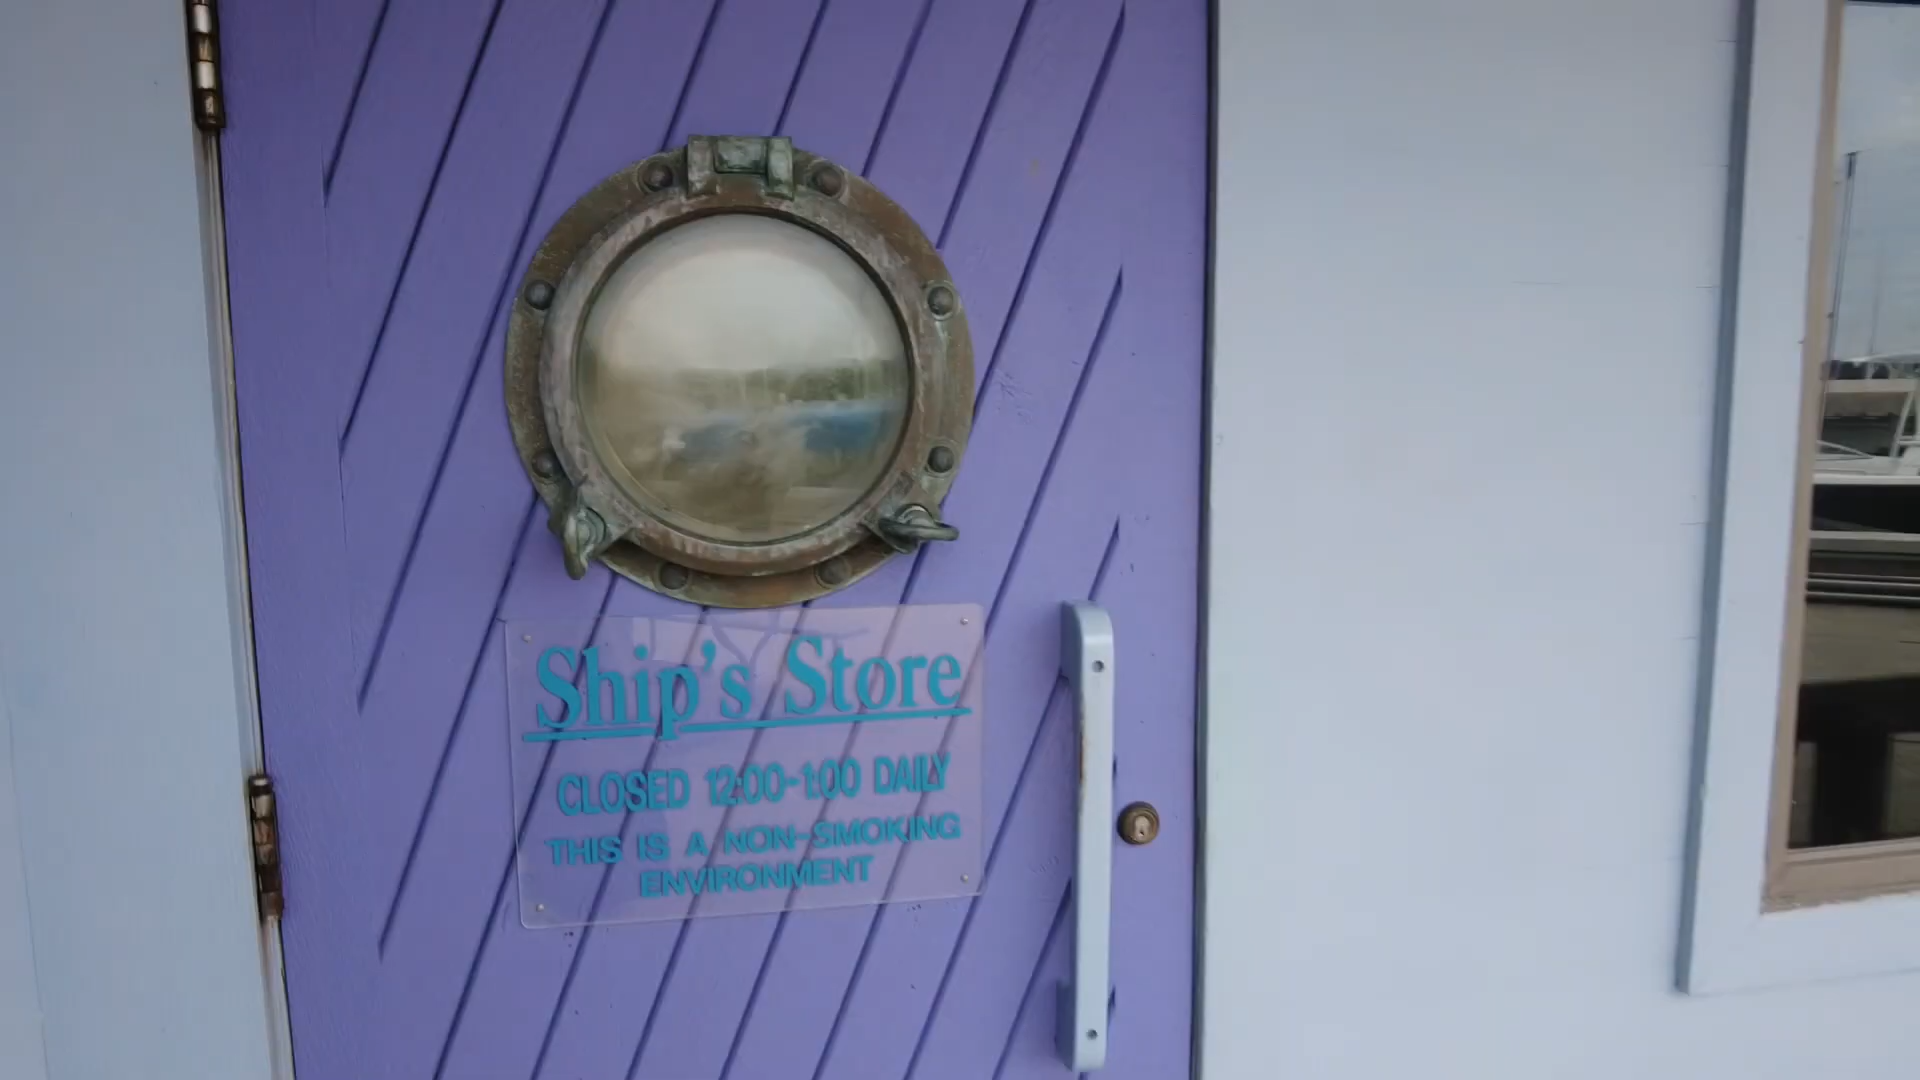 Ship's Store
CLOSED 12:00-1:00 DAILY
THIS IS A NON-SMOKING
ENVIRONMENT